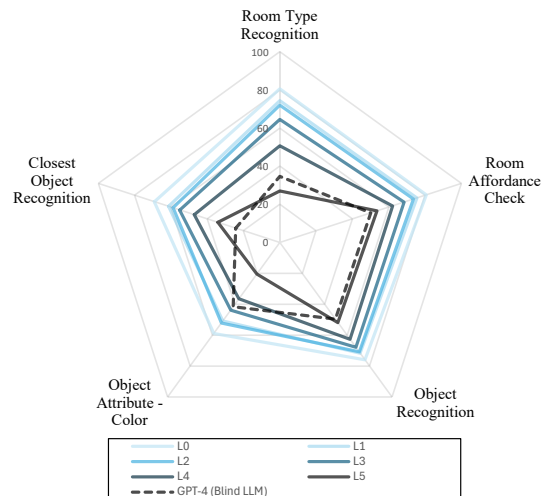 Room Type
Recognition
100
80
60
40
20
0
Closest
Object
Recognition
Room
Affordance
Check
Object
Attribute -
Color
Object
Recognition
L0 L1
L2 L3
L4 L5
GPT-4 (Blind LLM)